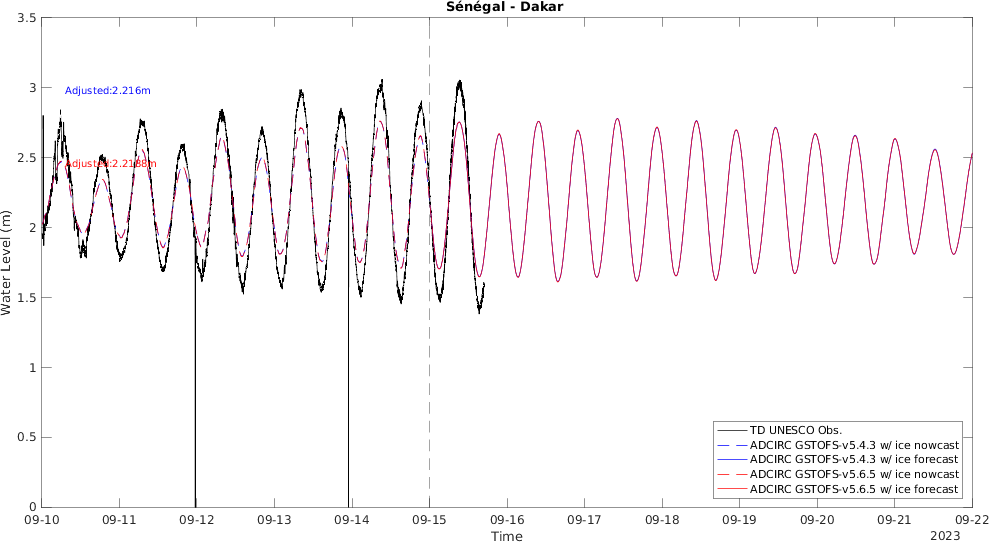 Sénégal - Dakar
3.5
3
2.5
2
1.5
1
0.5
0
Water Level (m)
Adjusted:2.216m
Adjusted:2.2188m
TD UNESCO Obs.
ADCIRC GSTOFS-v5.4.3 w/ ice nowcast
ADCIRC GSTOFS-v5.4.3 w/ ice forecast
ADCIRC GSTOFS-v5.6.5 w/ ice nowcast
ADCIRC GSTOFS-v5.6.5 w/ ice forecast
09-10 09-11 09-12 09-13 09-14 09-15 09-16 09-17 09-18 09-19 09-20 09-21 09-22
Time
2023